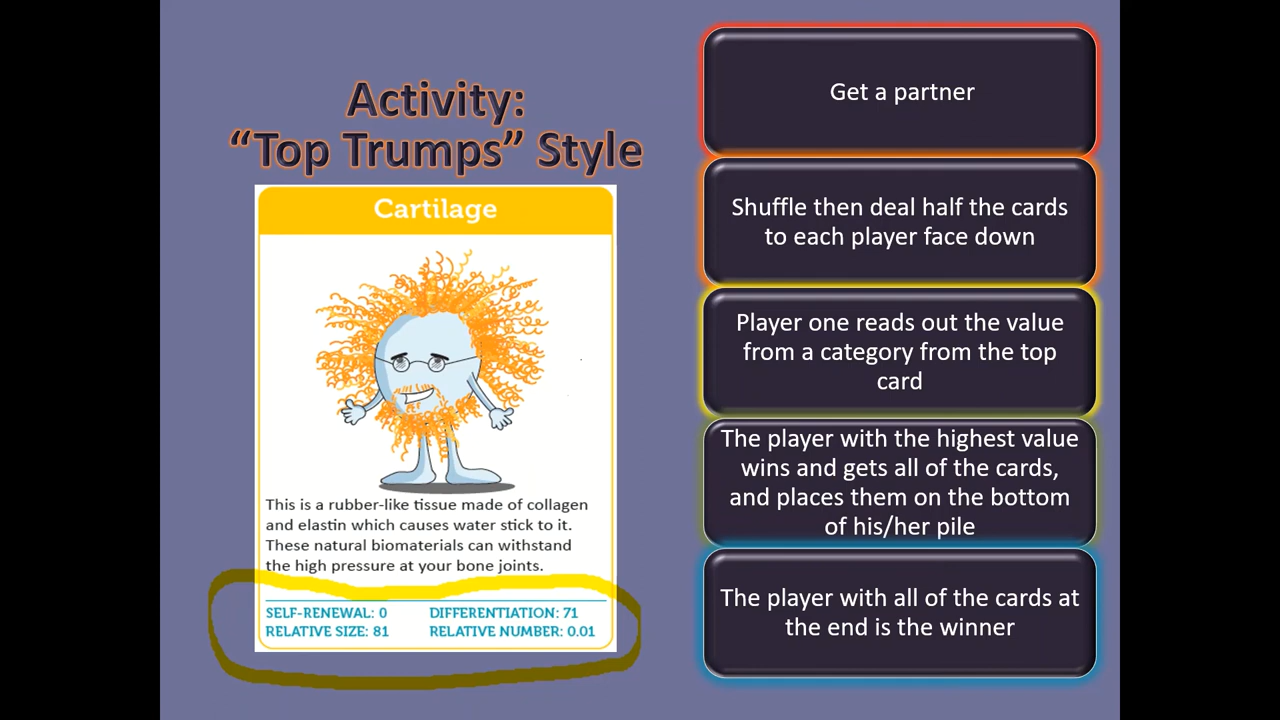 Activity:
“Top Trumps” Style
Cartilage
This is a rubber-like tissue made of collagen
and elastin which causes water stick to it.
These natural biomaterials can withstand
the high pressure at your bone joints.
SELF-RENEWAL: 0
DIFFERENTIATION: 71
RELATIVE SIZE: 81
RELATIVE NUMBER: 0.01
Get a partner
Shuffle then deal half the cards
to each player face down
Player one reads out the value
from a category from the top
card
The player with the highest value
wins and gets all of the cards,
and places them on the bottom
of his/her pile
The player with all of the cards at
the end is the winner